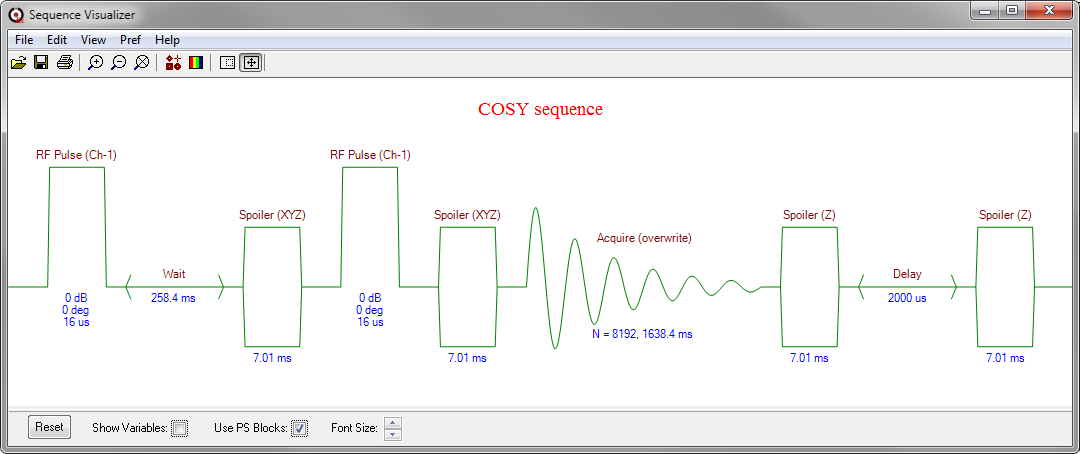 Sequence Visualizer
File Edit View Pref Help
COSY sequence
RF Pulse (Ch-1)
0 dB
0 deg
16 us
Wait
258.4 ms
Spoiler (XYZ)
7.01 ms
RF Pulse (Ch-1)
0 dB
0 deg
16 us
Spoiler (XYZ)
7.01 ms
Acquire (overwrite)
N = 8192, 1638.4 ms
Spoiler (Z)
7.01 ms
Delay
2000 us
Spoiler (Z)
7.01 ms
Reset Show Variables: Use PS Blocks: Font Size: